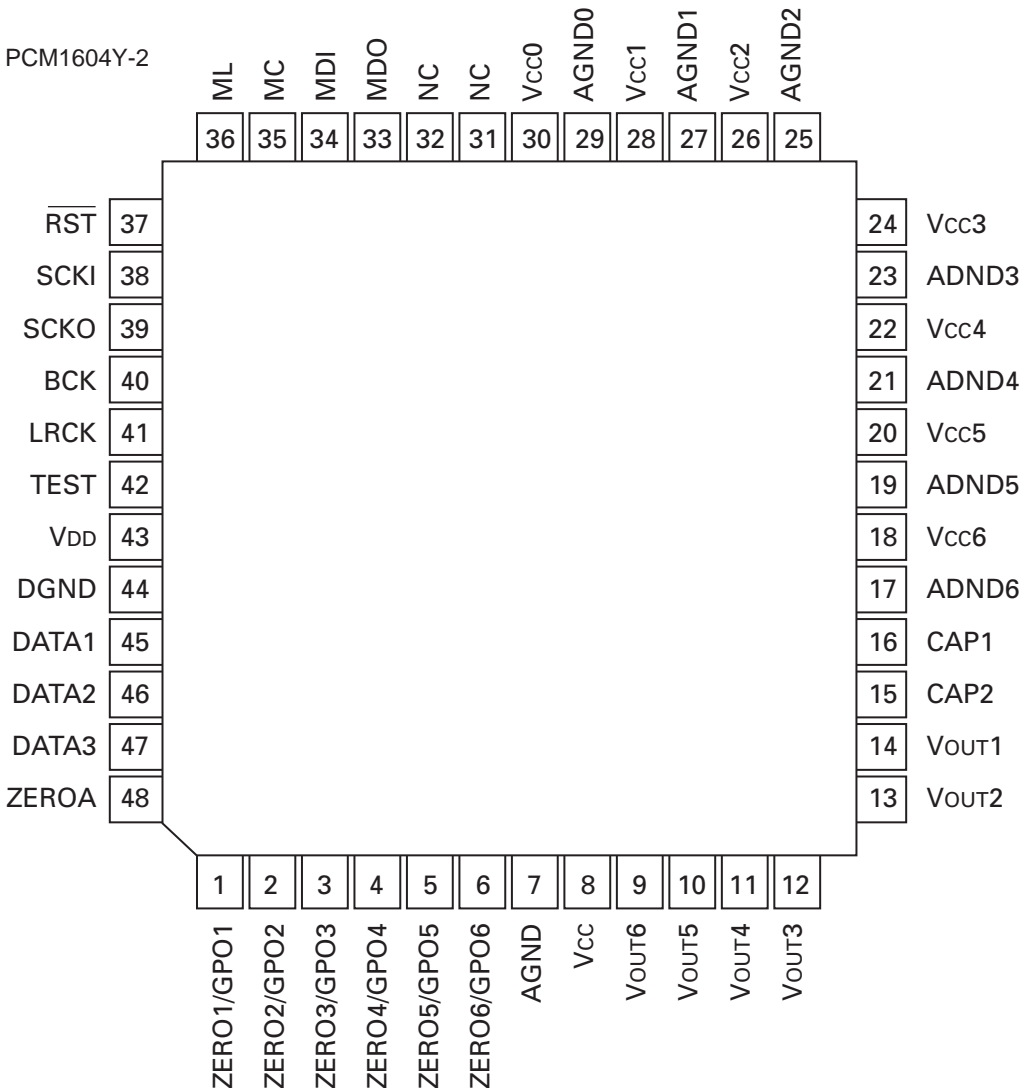 PCM1604Y-2
ML
MC
MDI
MDO
NC
NC
Vcc0
AGND0
Vcc1
AGND1
Vcc2
AGND2
36 35 34 33 32 31 30 29 28 27 26 25
RST 37
SCKI 38
SCKO 39
BCK 40
LRCK 41
TEST 42
VDD 43
DGND 44
DATA1 45
DATA2 46
DATA3 47
ZEROA 48
24 Vcc3
23 ADND3
22 Vcc4
21 ADND4
20 Vcc5
19 ADND5
18 Vcc6
17 ADND6
16 CAP1
15 CAP2
14 VOUT1
13 VOUT2
1 2 3 4 5 6 7 8 9 10 11 12
ZERO1/GPO1
ZERO2/GPO2
ZERO3/GPO3
ZERO4/GPO4
ZERO5/GPO5
ZERO6/GPO6
AGND
Vcc
VOUT6
VOUT5
VOUT4
VOUT3